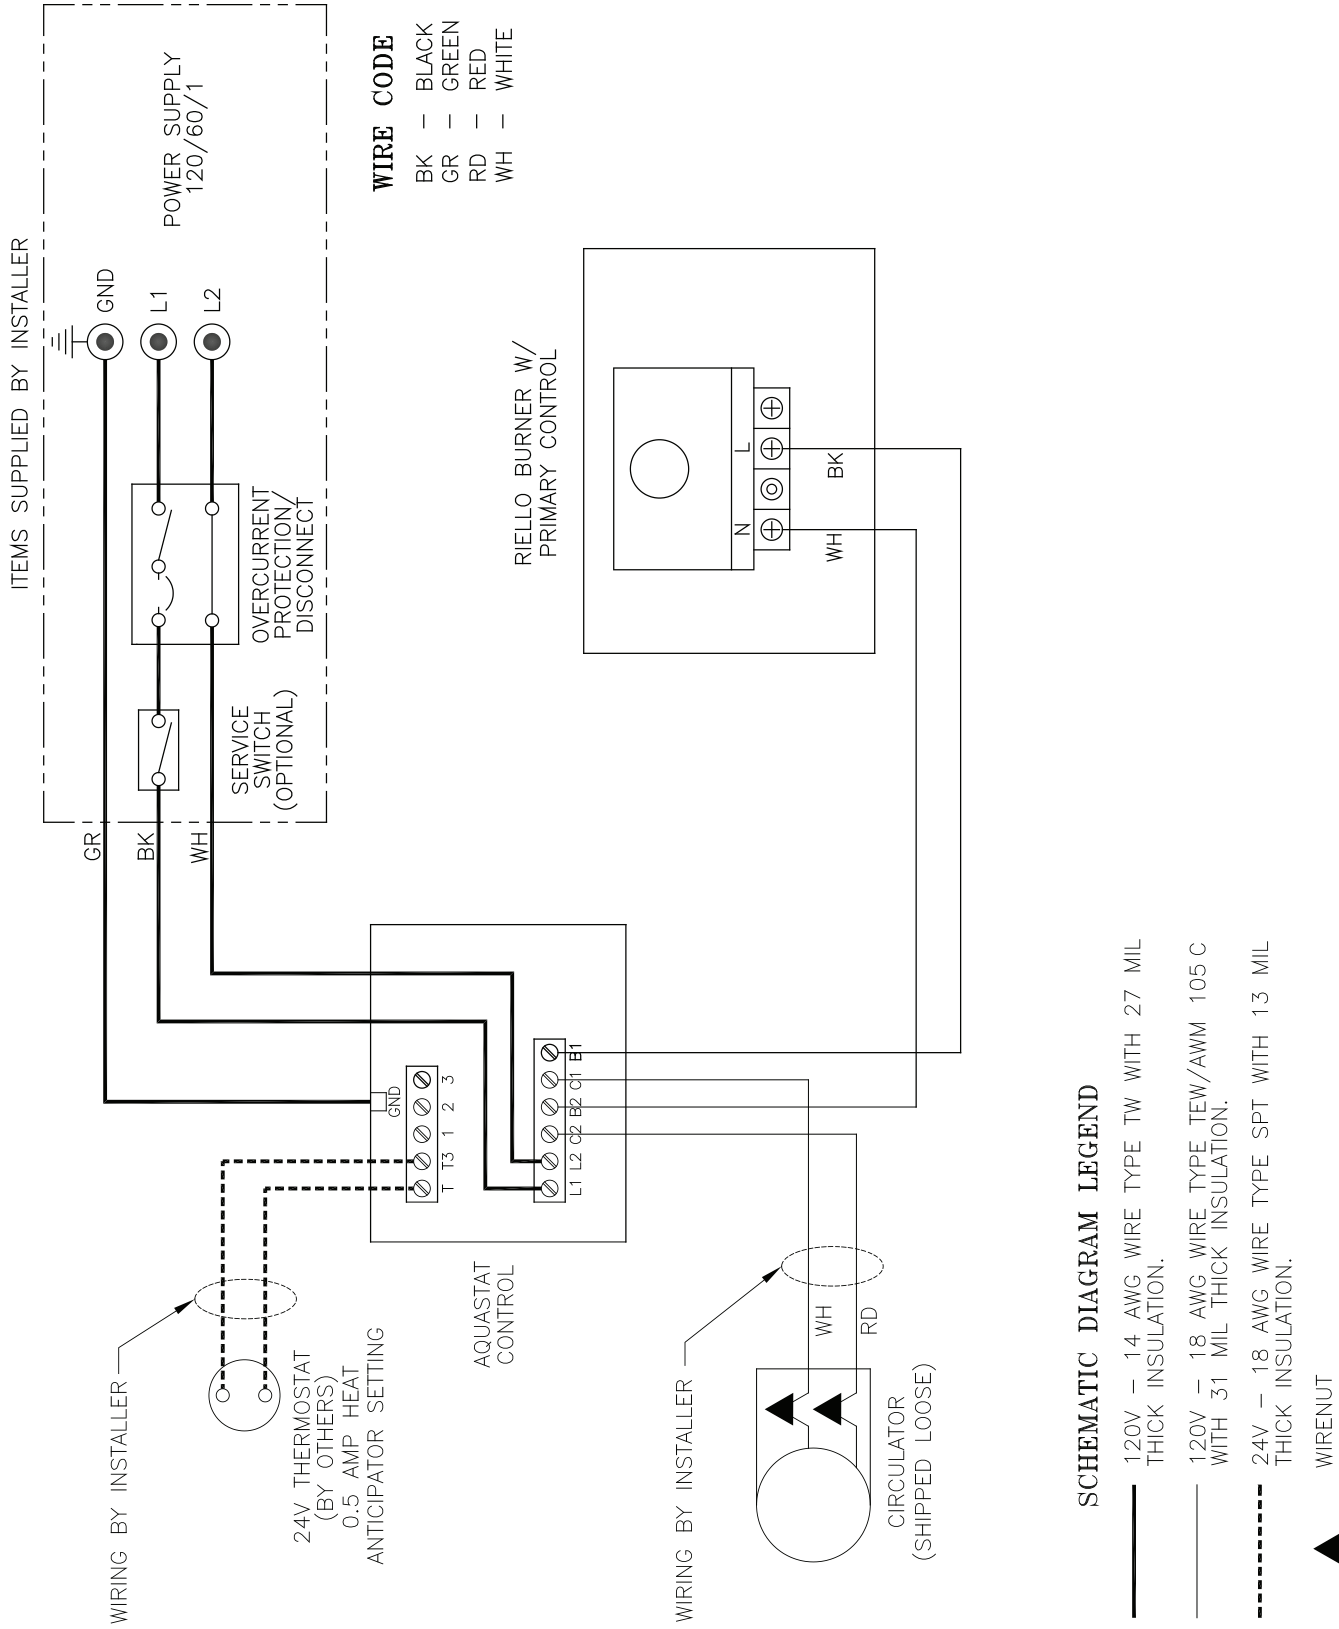 ITEMS SUPPLIED BY INSTALLER
POWER SUPPLY
120/60/1
GND
L1
L2
OVERCURRENT
PROTECTION/
DISCONNECT
SERVICE
SWITCH
(OPTIONAL)
GR
BK
WH
WIRE CODE
BK – BLACK
GR – GREEN
RD – RED
WH – WHITE
RIELLO BURNER W/
PRIMARY CONTROL
N
L
WH
BK
WIRING BY INSTALLER
24V THERMOSTAT
(BY OTHERS)
0.5 AMP HEAT
ANTICIPATOR SETTING
GND
T T3 1 2 3
L1 L2 C2 B2 C1 B1
AQUASTAT
CONTROL
WIRING BY INSTALLER
WH
RD
CIRCULATOR
(SHIPPED LOOSE)
SCHEMATIC DIAGRAM LEGEND
120V – 14 AWG WIRE TYPE TW WITH 27 MIL
THICK INSULATION.
120V – 18 AWG WIRE TYPE TEW/AWM 105 C
WITH 31 MIL THICK INSULATION.
24V – 18 AWG WIRE TYPE SPT WITH 13 MIL
THICK INSULATION.
WIRENUT